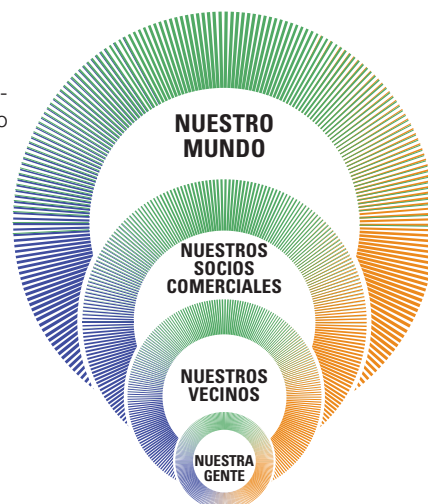 -
o
NUESTRO
MUNDO
NUESTROS
SOCIOS
COMERCIALES
NUESTROS
VECINOS
NUESTRA
GENTE